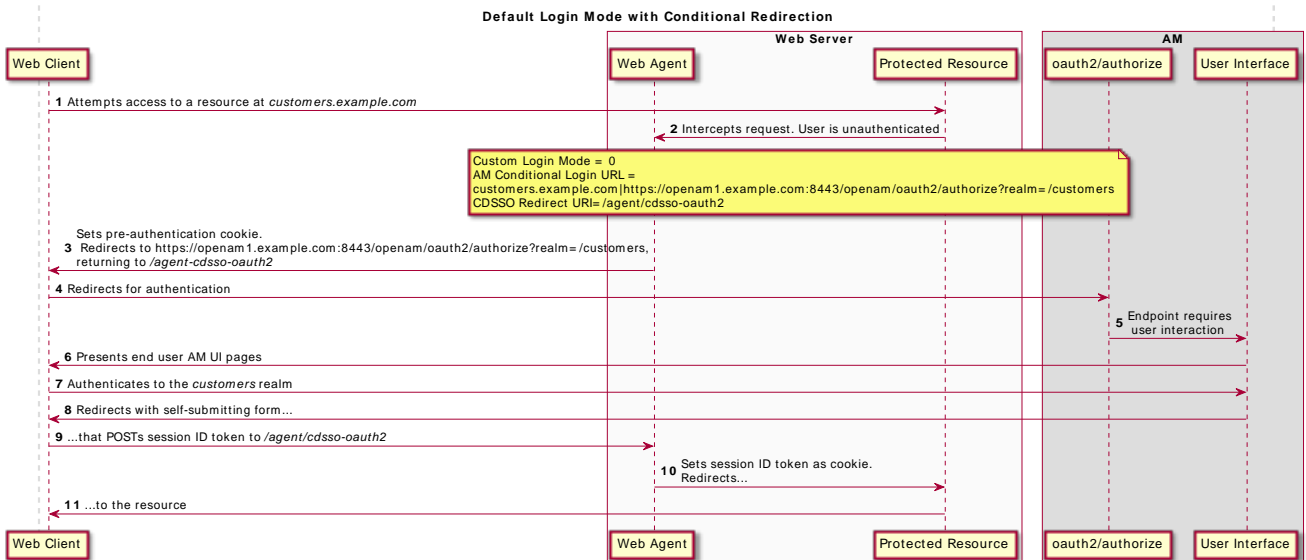 Default Login Mode with Conditional Redirection
Web Server
AM
Web Client
Web Agent
Protected Resource
oauth2/authorize
User Interface
1 Attempts access to a resource at customers.example.com
2 Intercepts request. User is unauthenticated
Custom Login Mode = 0
AM Conditional Login URL =
customers.example.com|https://openam1.example.com:8443/openam/oauth2/authorize?realm=/customers
CDSSO Redirect URI=/agent/cdsso-oauth2
Sets pre-authentication cookie.
3 Redirects to https://openam1.example.com:8443/openam/oauth2/authorize?realm=/customers,
returning to /agent-cdsso-oauth2
4 Redirects for authentication
5 Endpoint requires
user interaction
6 Presents end user AM UI pages
7 Authenticates to the customers realm
8 Redirects with self-submitting form...
9 ...that POSTs session ID token to /agent/cdsso-oauth2
10 Sets session ID token as cookie.
Redirects...
11 ...to the resource
Web Client
Web Agent
Protected Resource
oauth2/authorize
User Interface